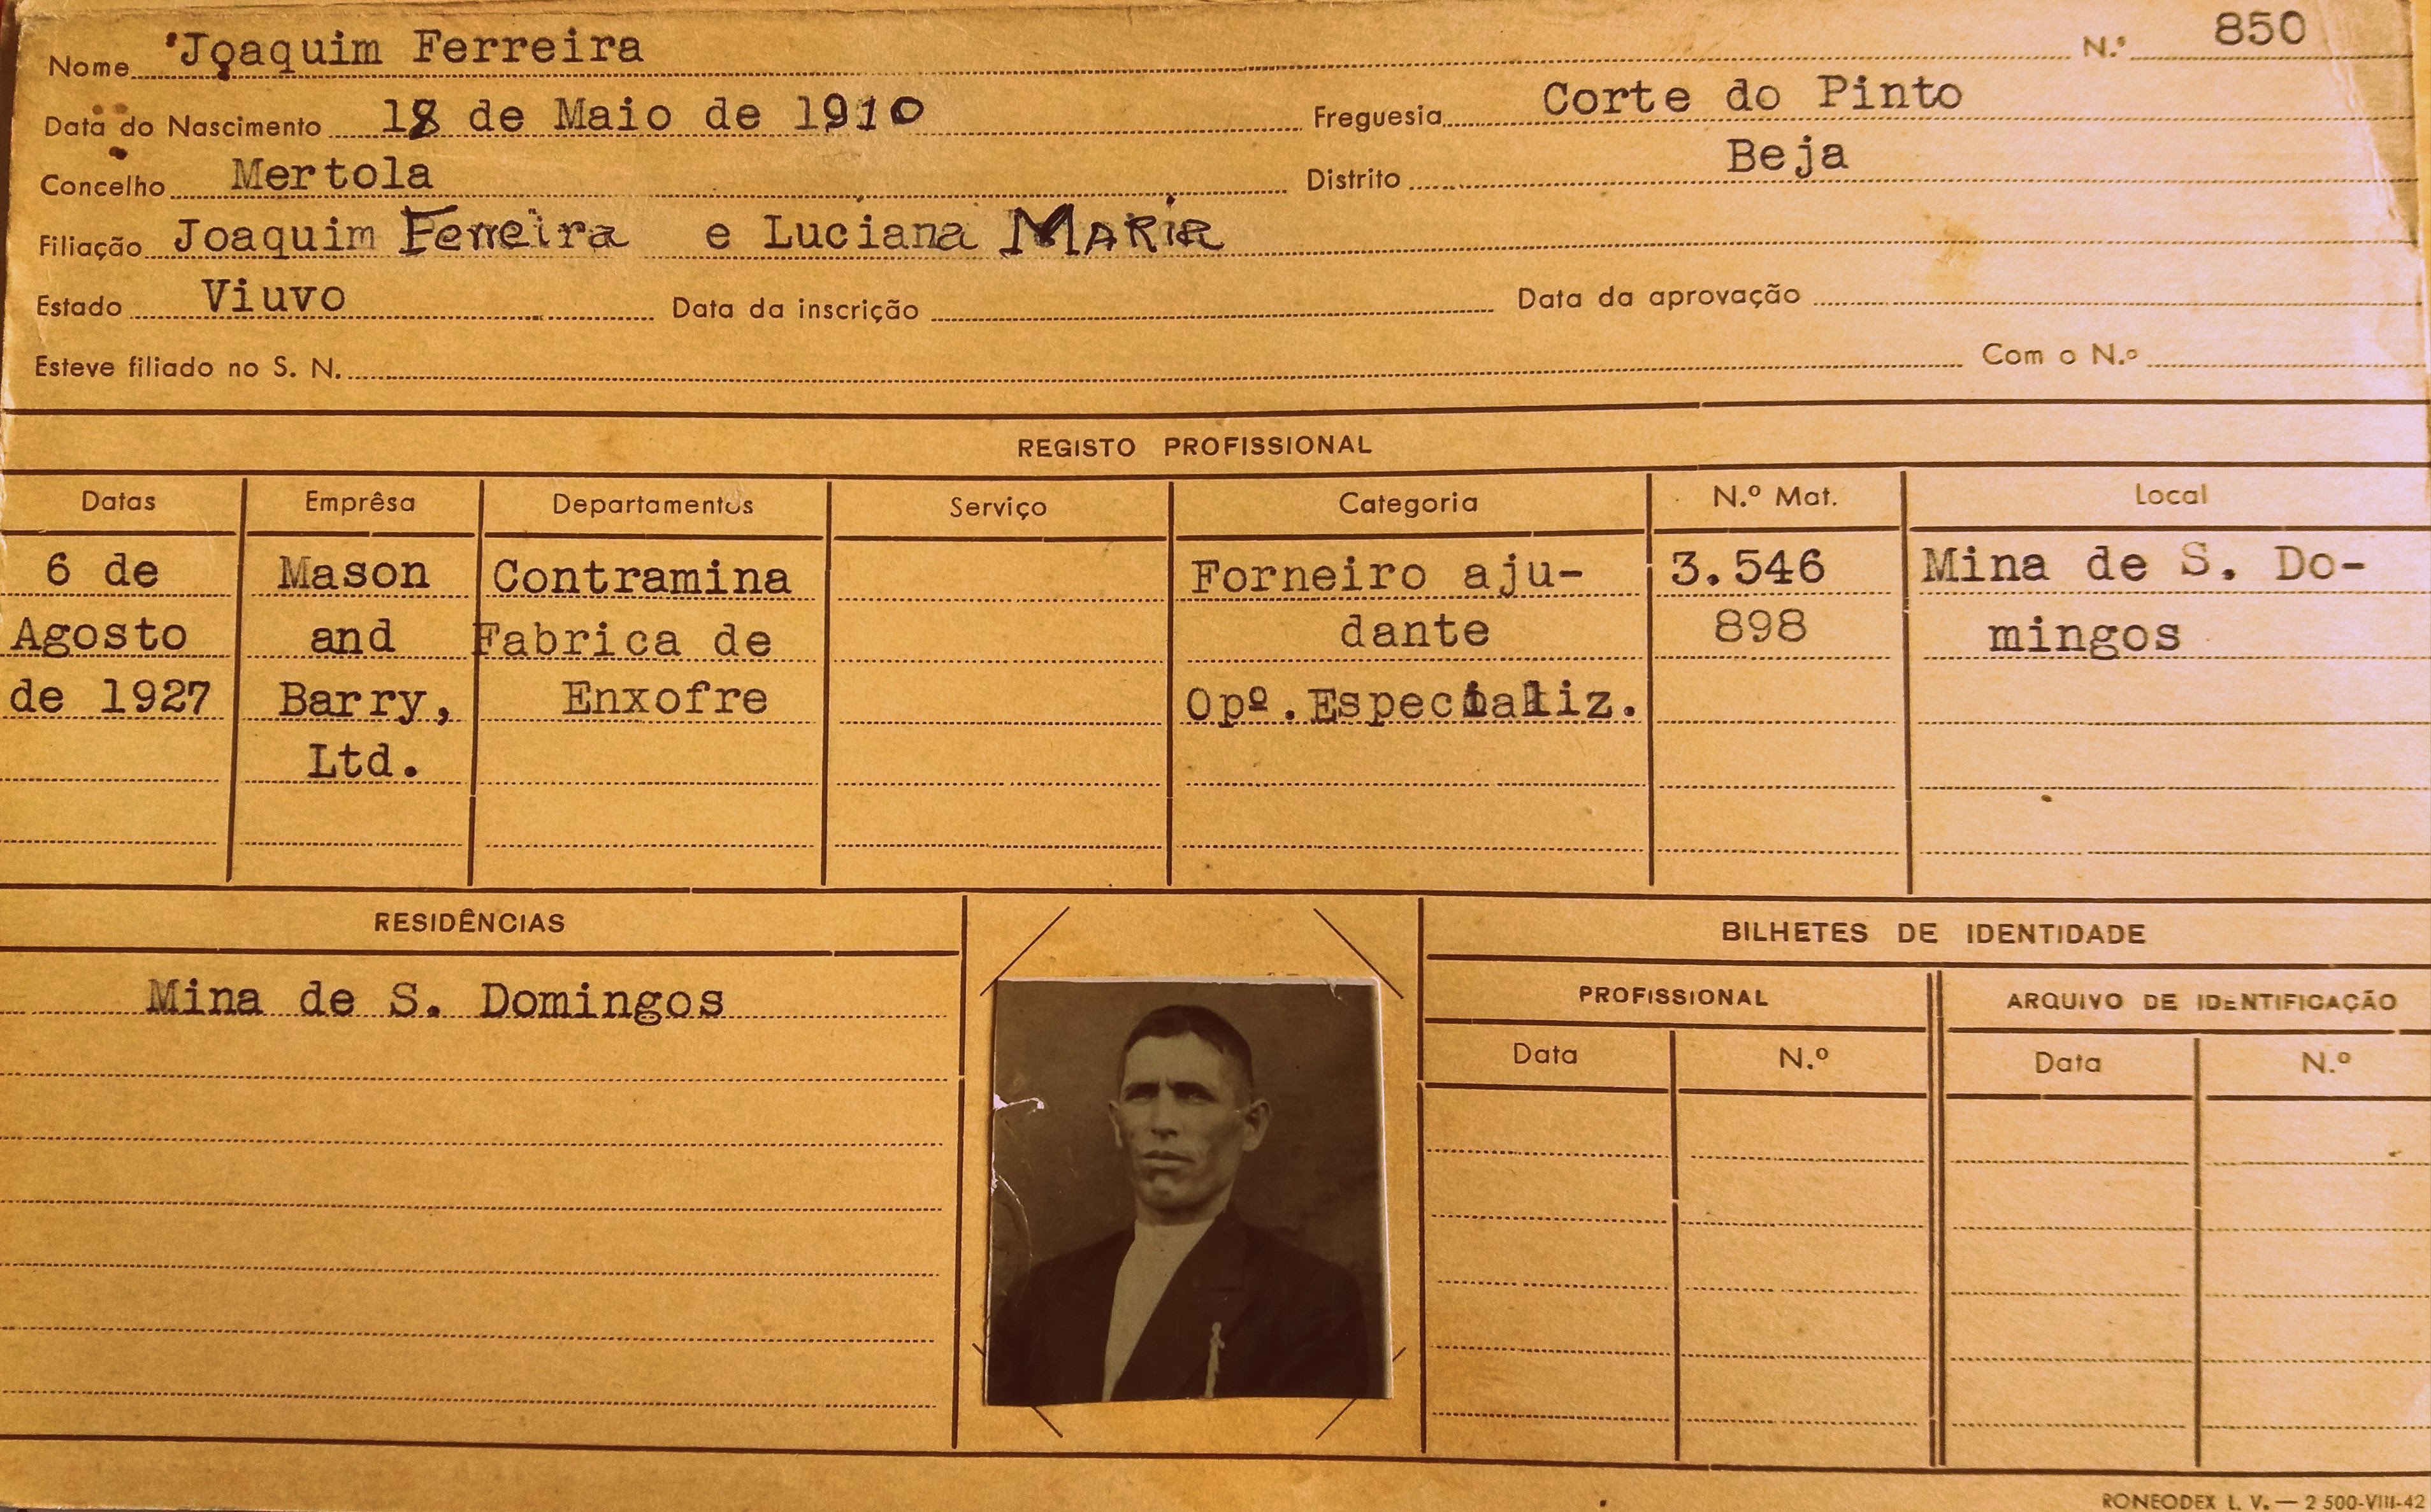 Nome Joaquim Ferreira N.º 850
Data do Nascimento 18 de Maio de 1910 Freguesia Corte do Pinto
Concelho Mertola Distrito Beja
Filiação Joaquim Ferreira e Luciana MARIA
Estado Viuvo Data da inscrição Data da aprovação
Esteve filiado no S. N. Com o N.º
REGISTO PROFISSIONAL
Datas Emprêsa Departamentos Serviço Categoria N.º Mat. Local
6 de Mason Contramina Forneiro aju- 3.546 Mina de S. Do-
Agosto and Fabrica de dante 898 mingos
de 1927 Barry, Enxofre Opº.Especializ.
Ltd.
RESIDÊNCIAS BILHETES DE IDENTIDADE
Mina de S. Domingos PROFISSIONAL ARQUIVO DE IDENTIFICAÇÃO
Data N.º Data N.º
RONEODEX L. V. — 2 500-VIII-42